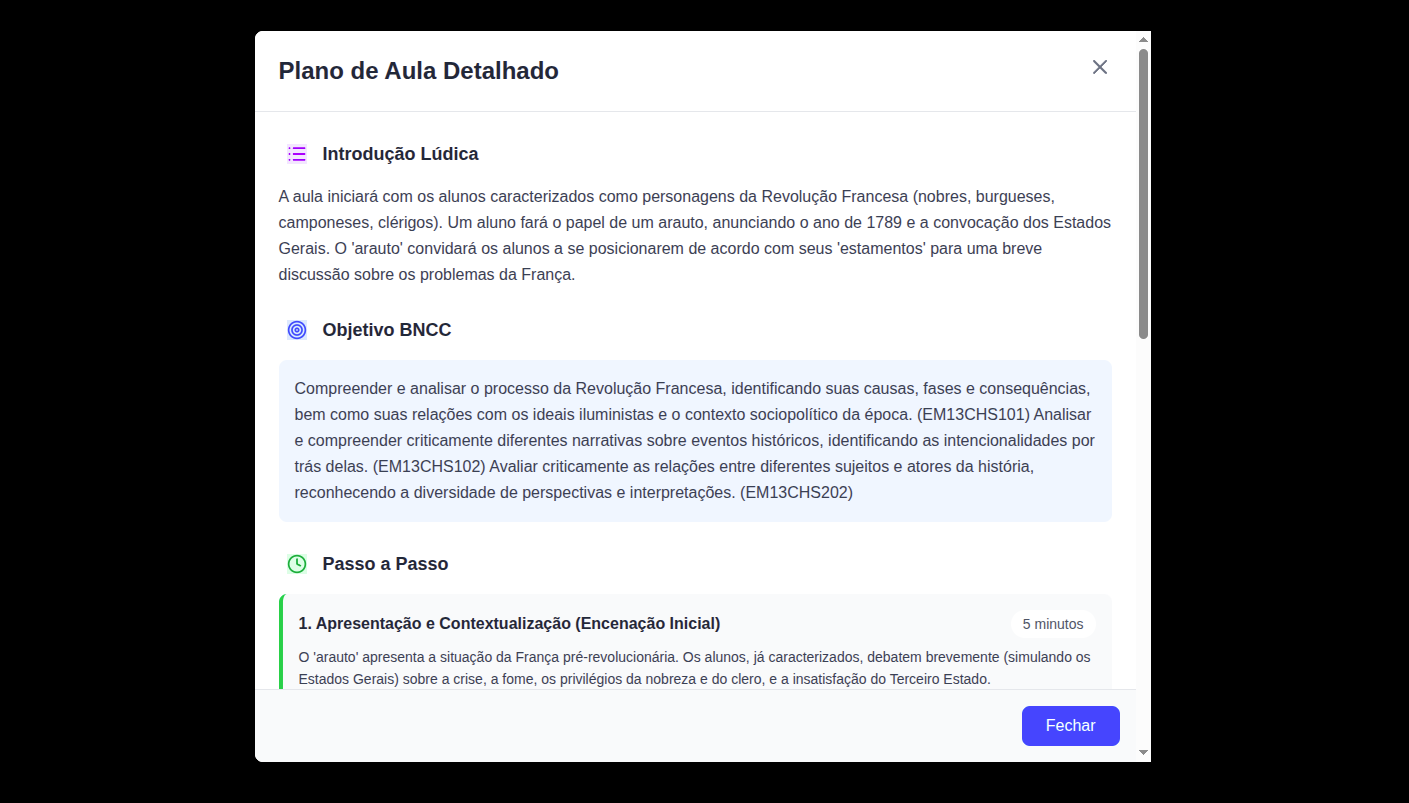 Plano de Aula Detalhado
Introdução Lúdica
A aula iniciará com os alunos caracterizados como personagens da Revolução Francesa (nobres, burgueses,
camponeses, clérigos). Um aluno fará o papel de um arauto, anunciando o ano de 1789 e a convocação dos Estados
Gerais. O 'arauto' convidará os alunos a se posicionarem de acordo com seus 'estamentos' para uma breve
discussão sobre os problemas da França.
Objetivo BNCC
Compreender e analisar o processo da Revolução Francesa, identificando suas causas, fases e consequências,
bem como suas relações com os ideais iluministas e o contexto sociopolítico da época. (EM13CHS101) Analisar
e compreender criticamente diferentes narrativas sobre eventos históricos, identificando as intencionalidades por
trás delas. (EM13CHS102) Avaliar criticamente as relações entre diferentes sujeitos e atores da história,
reconhecendo a diversidade de perspectivas e interpretações. (EM13CHS202)
Passo a Passo
1. Apresentação e Contextualização (Encenação Inicial)
5 minutos
O 'arauto' apresenta a situação da França pré-revolucionária. Os alunos, já caracterizados, debatem brevemente (simulando os
Estados Gerais) sobre a crise, a fome, os privilégios da nobreza e do clero, e a insatisfação do Terceiro Estado.
Fechar